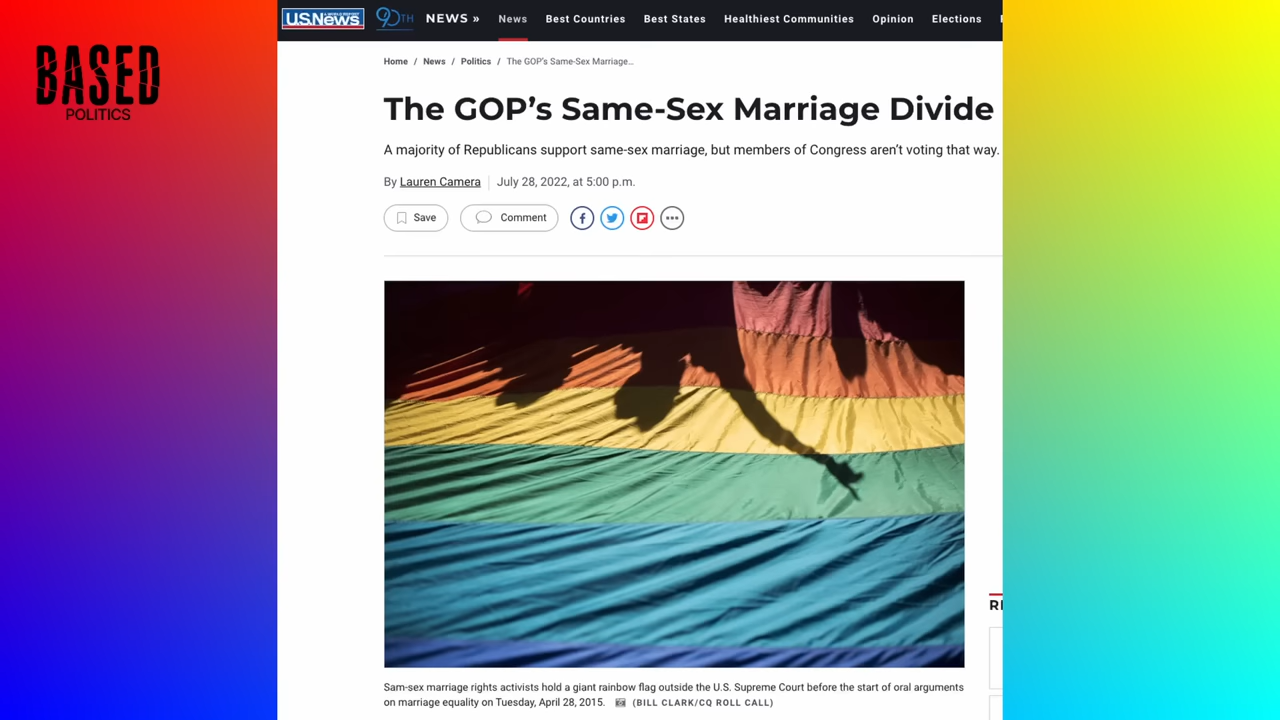 BASED
POLITICS
U.S.News
90TH
NEWS »
News
Best Countries
Best States
Healthiest Communities
Opinion
Elections
Home / News / Politics / The GOP's Same-Sex Marriage...
The GOP’s Same-Sex Marriage Divide
A majority of Republicans support same-sex marriage, but members of Congress aren’t voting that way.
By Lauren Camera | July 28, 2022, at 5:00 p.m.
Save
Comment
Sam-sex marriage rights activists hold a giant rainbow flag outside the U.S. Supreme Court before the start of oral arguments
on marriage equality on Tuesday, April 28, 2015. (BILL CLARK/CQ ROLL CALL)